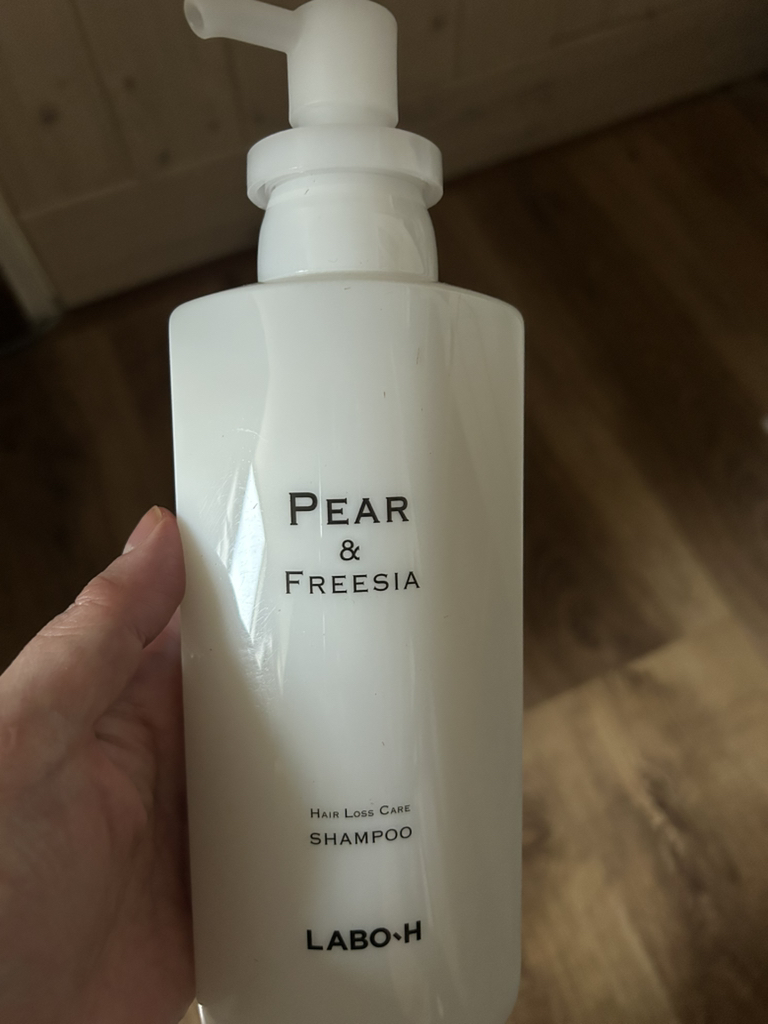 PEAR
&
FREESIA
HAIR LOSS CARE
SHAMPOO
LABO-H